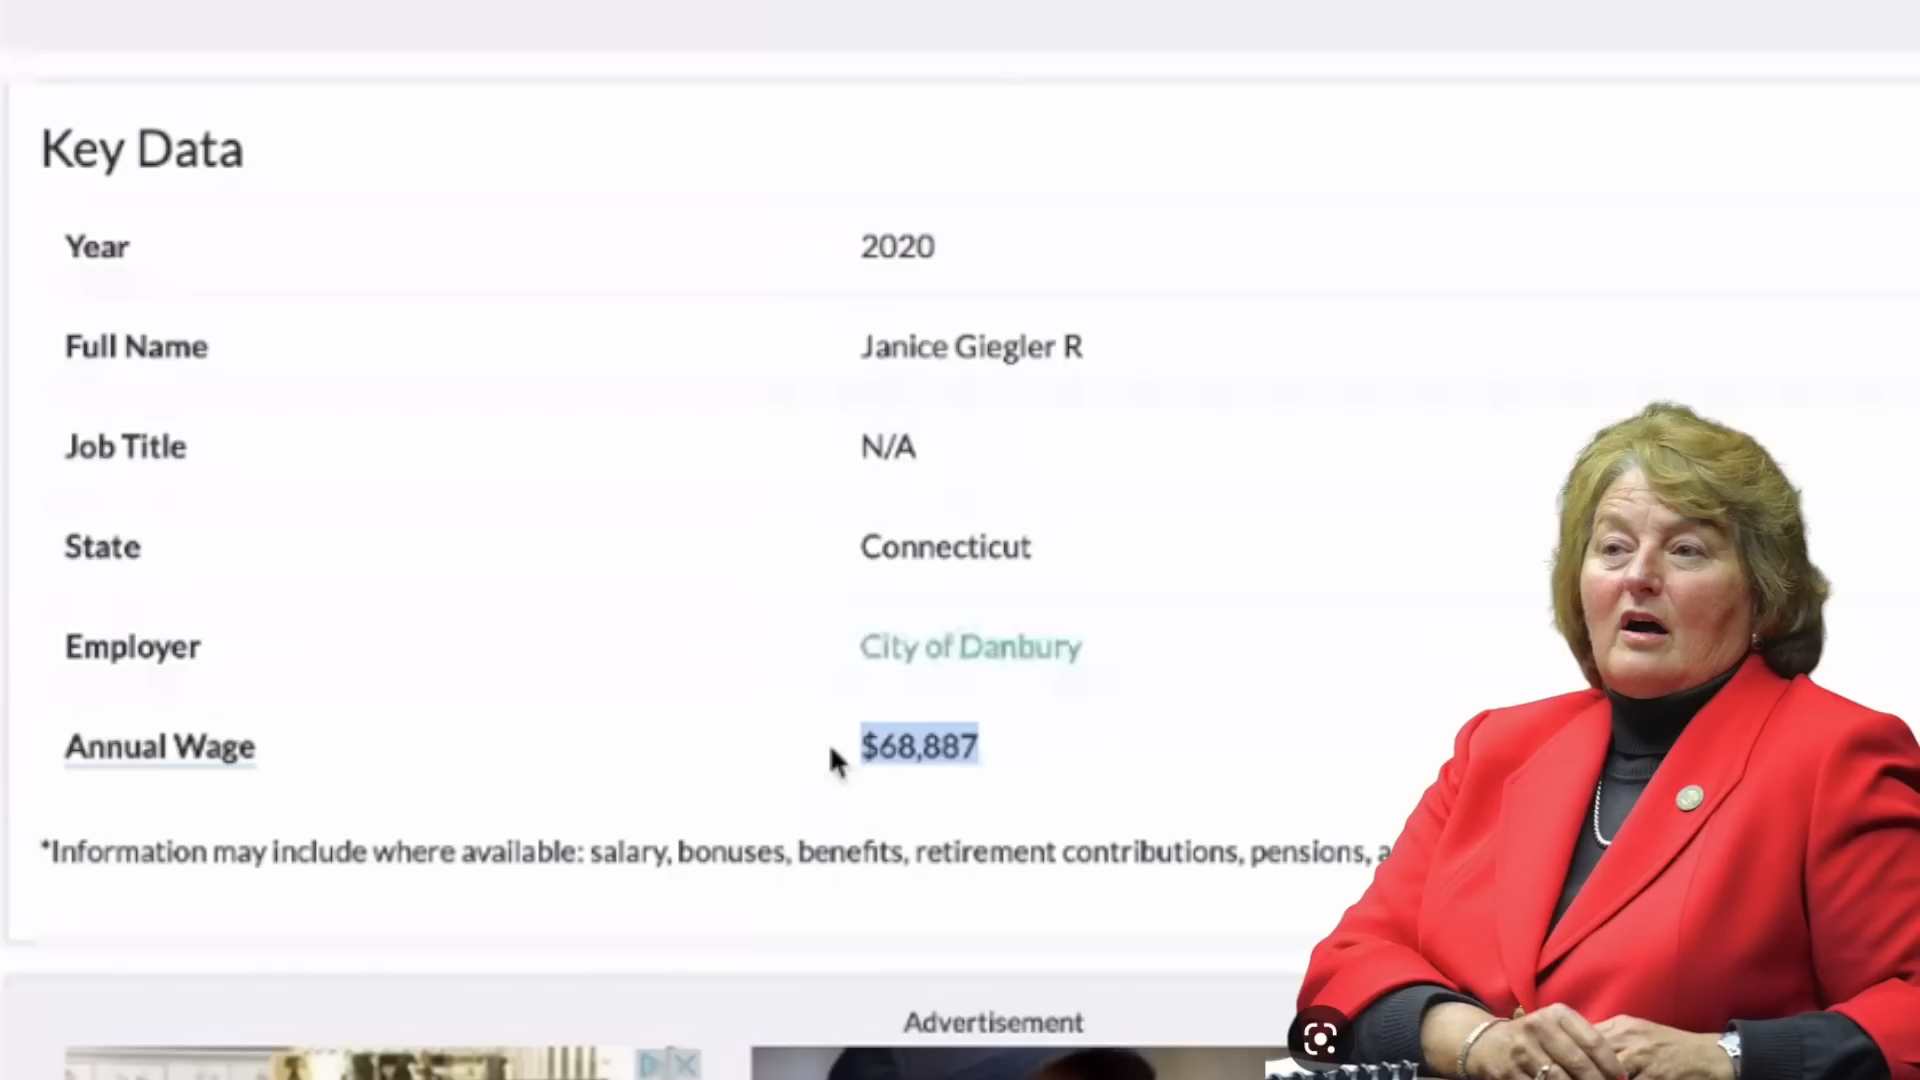 Key Data
Year 2020
Full Name Janice Giegler R
Job Title N/A
State Connecticut
Employer City of Danbury
Annual Wage $68,887
*Information may include where available: salary, bonuses, benefits, retirement contributions, pensions, a
Advertisement